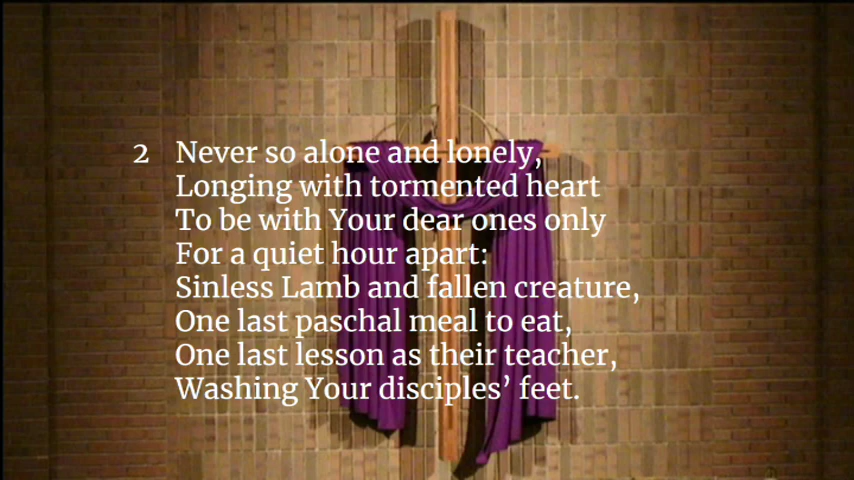 2 Never so alone and lonely,
Longing with tormented heart
To be with Your dear ones only
For a quiet hour apart:
Sinless Lamb and fallen creature,
One last paschal meal to eat,
One last lesson as their teacher,
Washing Your disciples’ feet.